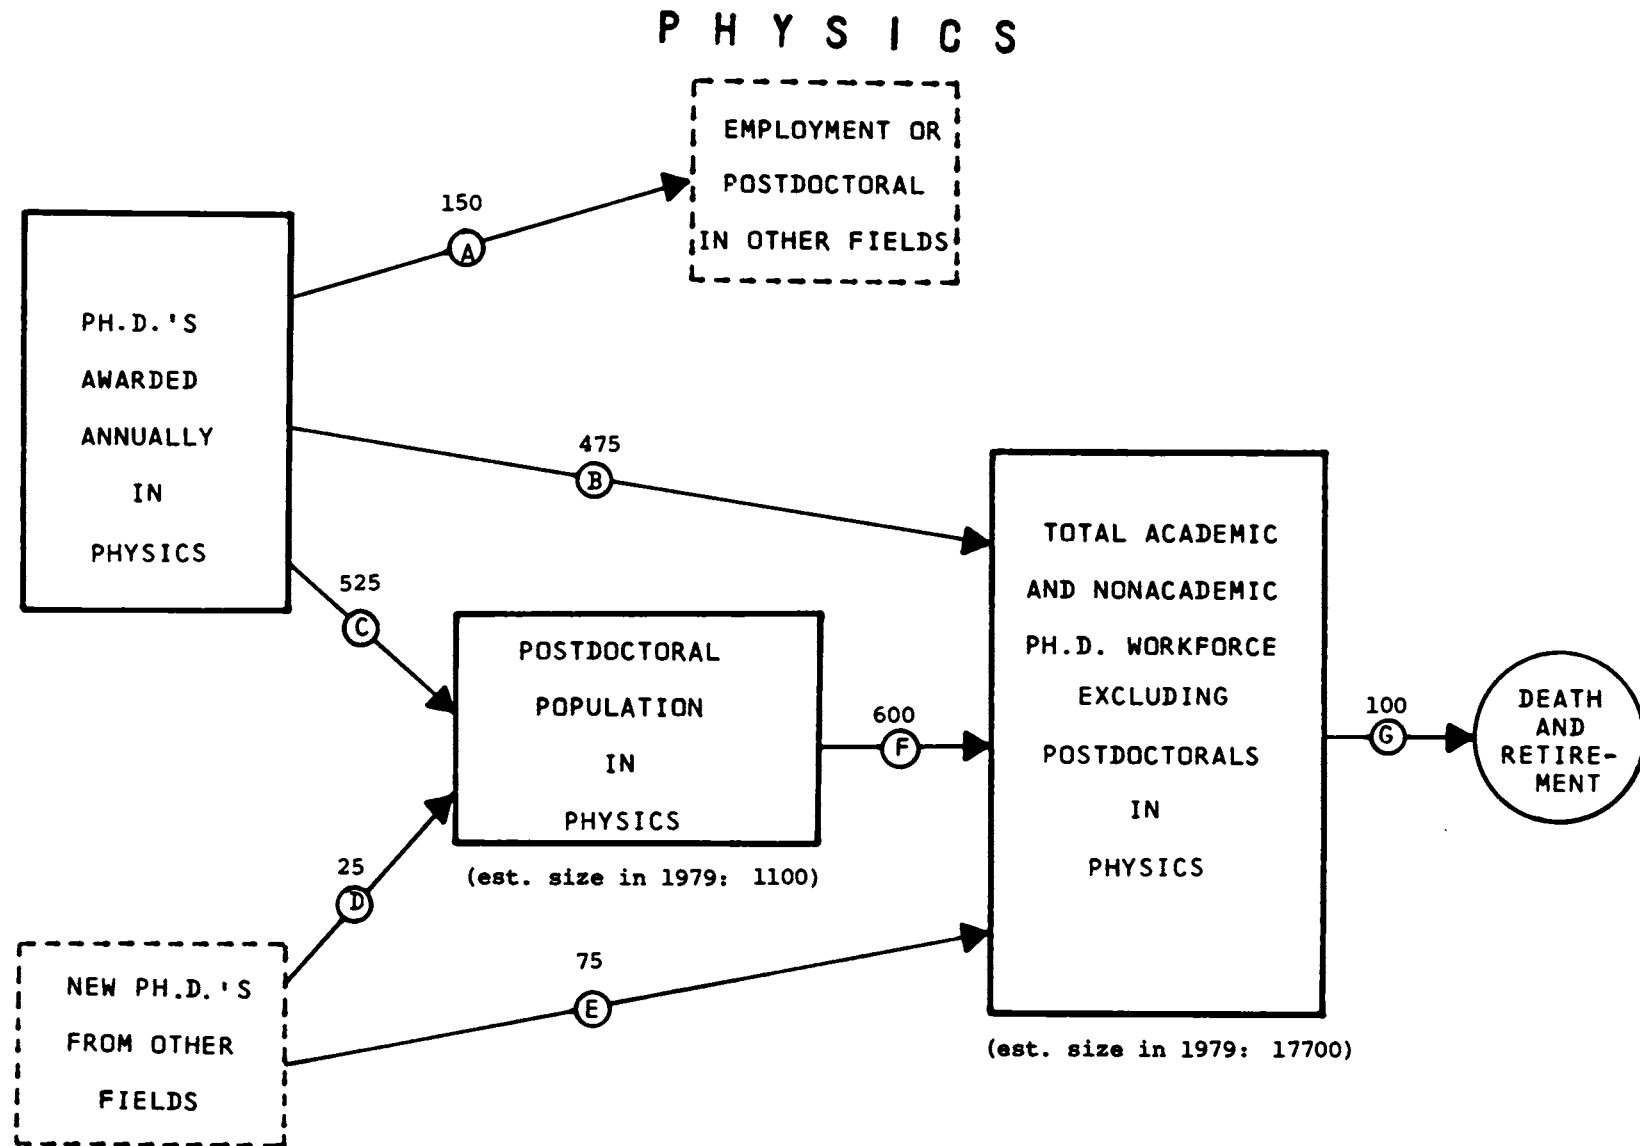 PHYSICS
EMPLOYMENT OR
POSTDOCTORAL
IN OTHER FIELDS
150
A
PH.D.'S
AWARDED
ANNUALLY
IN
PHYSICS
475
B
525
C
POSTDOCTORAL
POPULATION
IN
PHYSICS
(est. size in 1979: 1100)
TOTAL ACADEMIC
AND NONACADEMIC
PH.D. WORKFORCE
EXCLUDING
POSTDOCTORALS
IN
PHYSICS
(est. size in 1979: 17700)
600
F
100
G
DEATH
AND
RETIRE-
MENT
25
D
75
E
NEW PH.D.'S
FROM OTHER
FIELDS